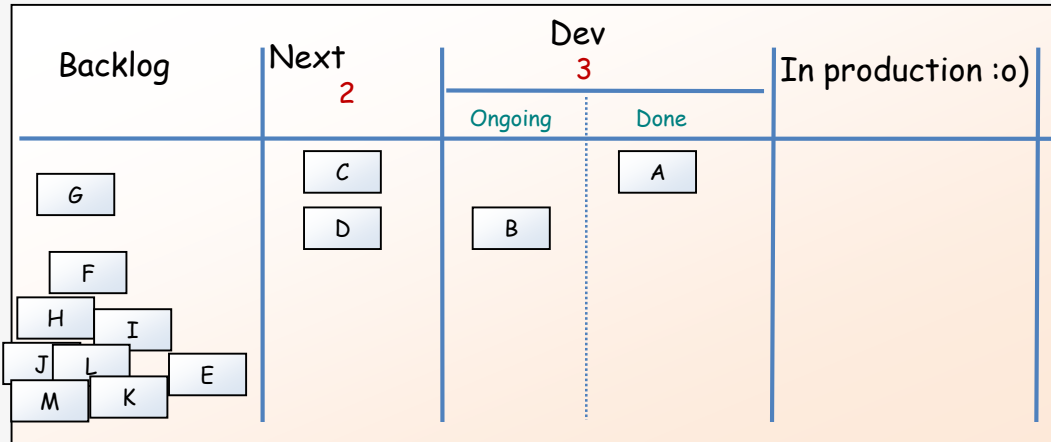 Backlog
Next
2
Dev
3
In production :o)
Ongoing
Done
G
F
H
I
J
L
E
M
K
C
D
B
A